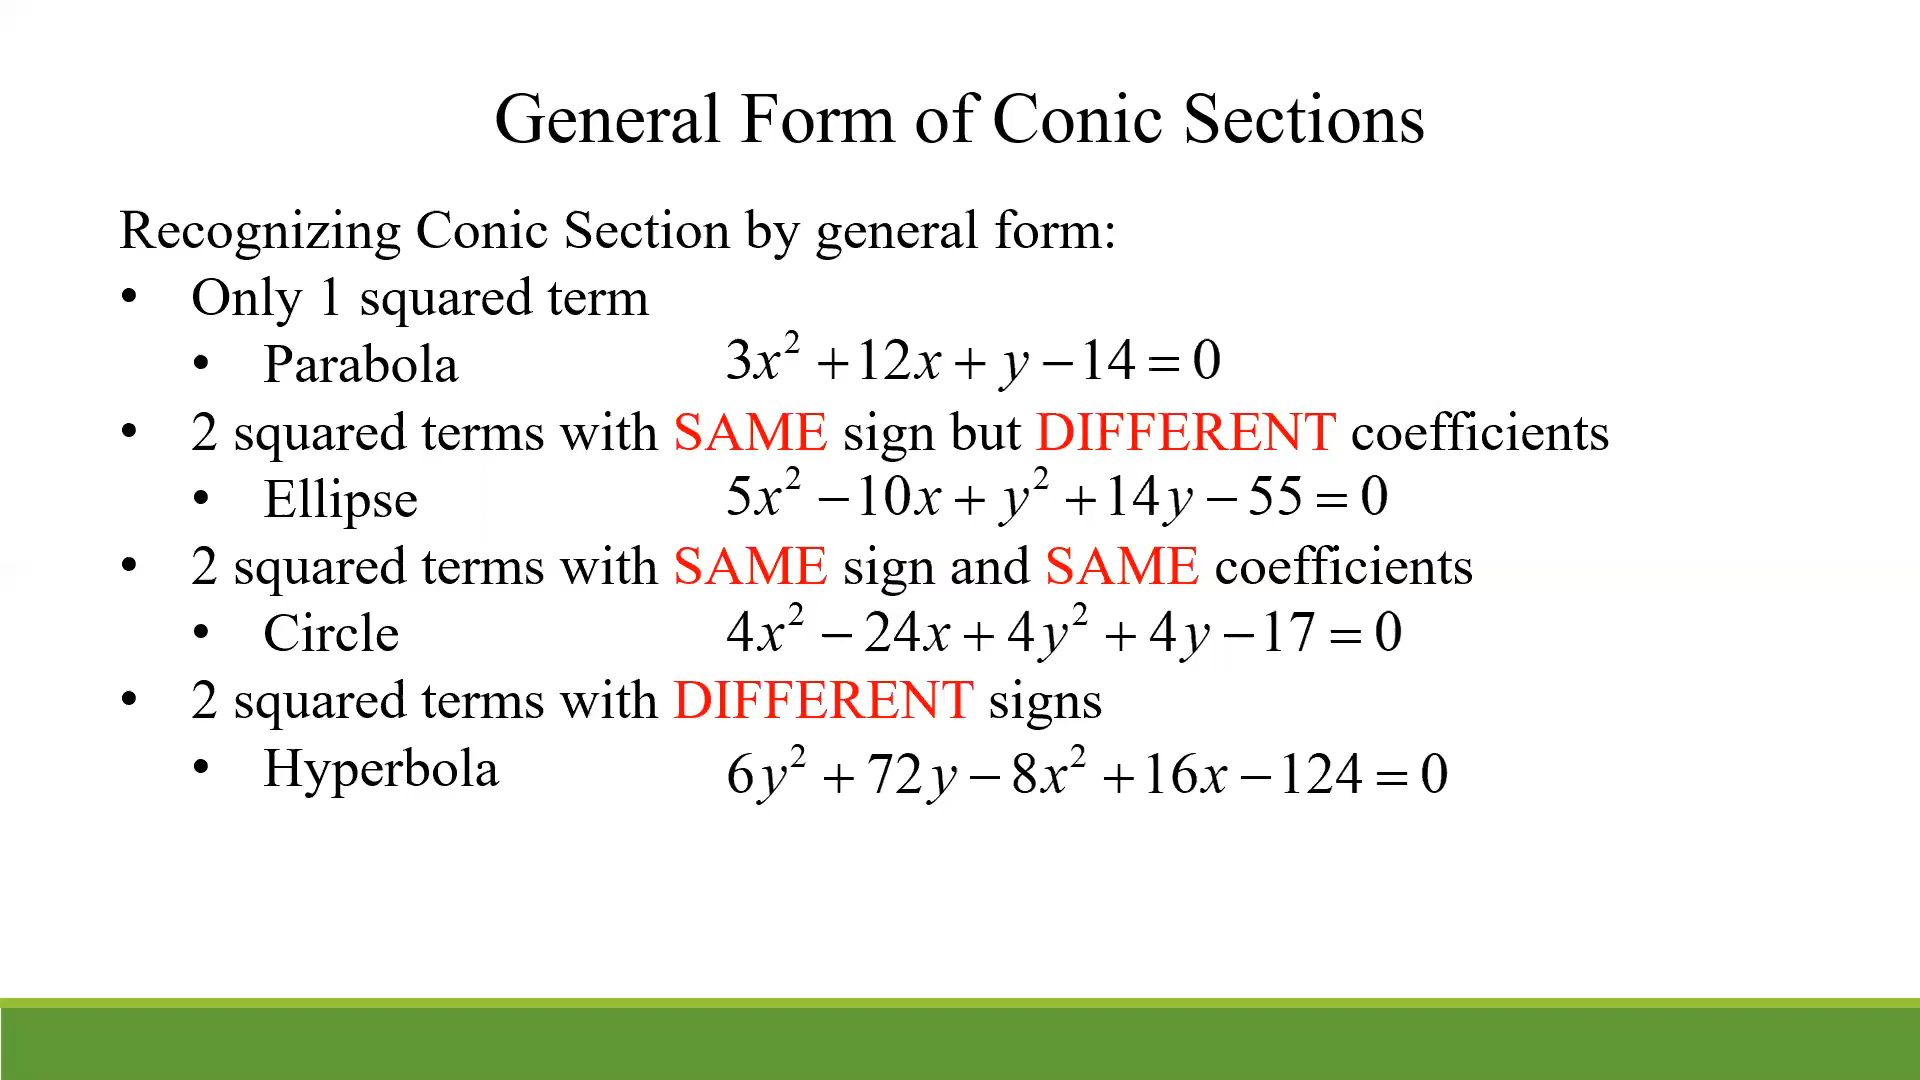 General Form of Conic Sections
Recognizing Conic Section by general form:
• Only 1 squared term
• Parabola 3x² + 12x + y − 14 = 0
• 2 squared terms with SAME sign but DIFFERENT coefficients
• Ellipse 5x² − 10x + y² + 14y − 55 = 0
• 2 squared terms with SAME sign and SAME coefficients
• Circle 4x² − 24x + 4y² + 4y − 17 = 0
• 2 squared terms with DIFFERENT signs
• Hyperbola 6y² + 72y − 8x² + 16x − 124 = 0